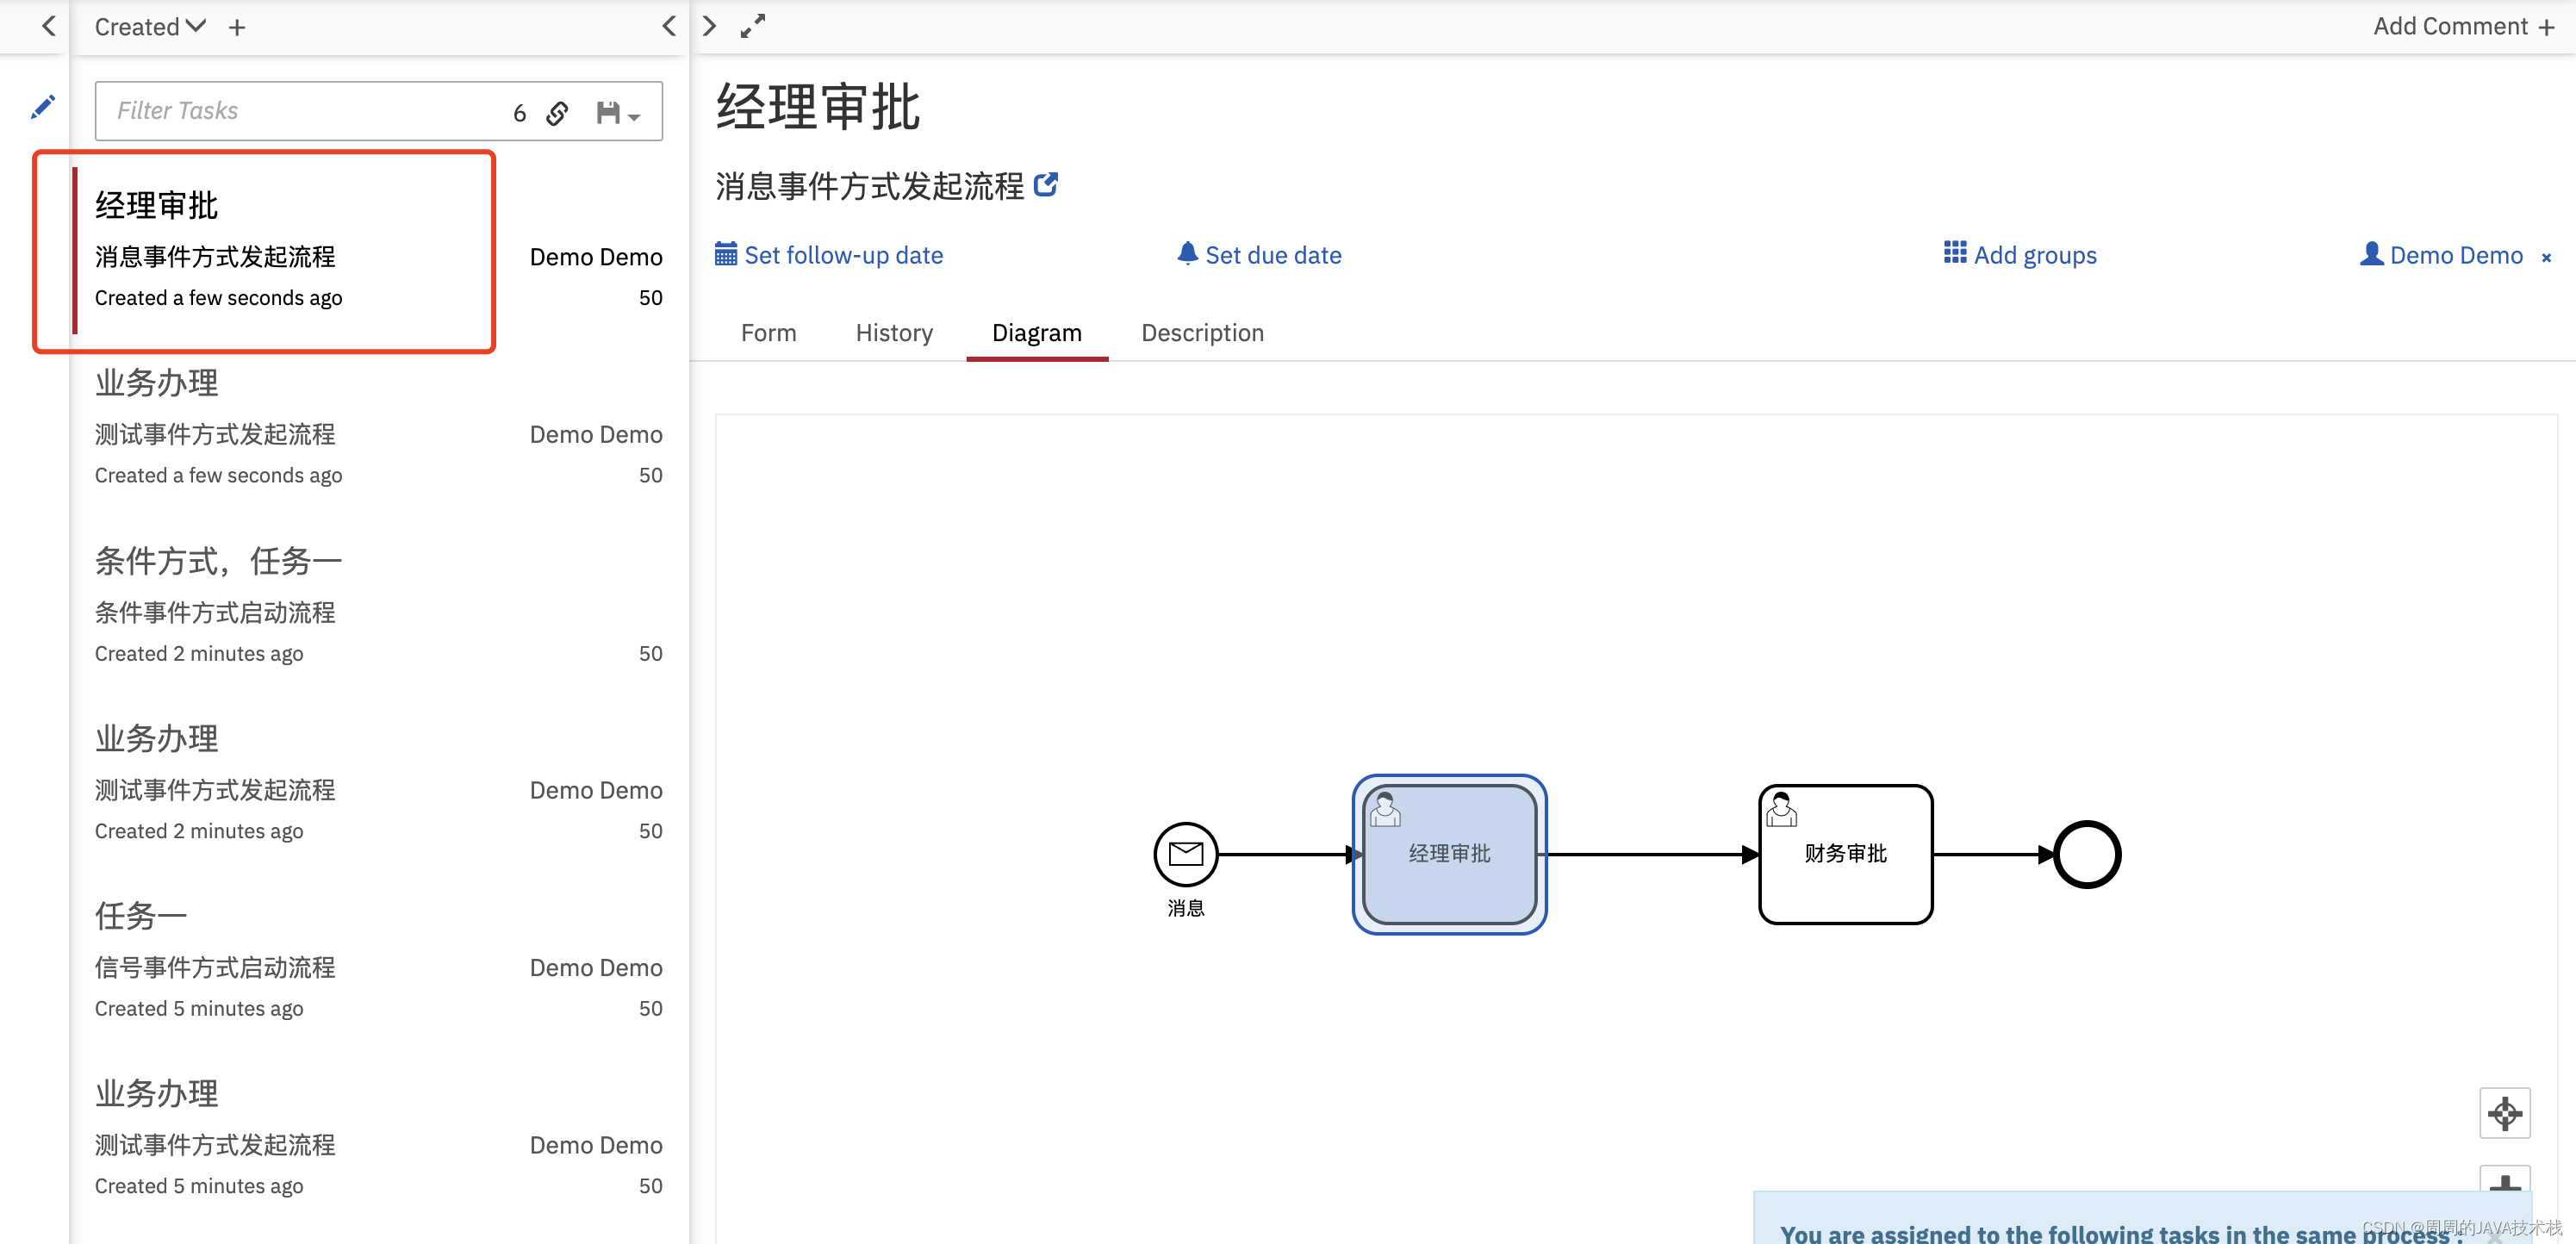 Created +
Add Comment +
Filter Tasks 6
经理审批
消息事件方式发起流程 Demo Demo
Created a few seconds ago 50
业务办理
测试事件方式发起流程 Demo Demo
Created a few seconds ago 50
条件方式，任务一
条件事件方式启动流程
Created 2 minutes ago 50
业务办理
测试事件方式发起流程 Demo Demo
Created 2 minutes ago 50
任务一
信号事件方式启动流程 Demo Demo
Created 5 minutes ago 50
业务办理
测试事件方式发起流程 Demo Demo
Created 5 minutes ago 50
经理审批
消息事件方式发起流程
Set follow-up date Set due date Add groups Demo Demo ×
Form History Diagram Description
经理审批 财务审批
消息
You are assigned to the following tasks in the same process :
CSDN @周周的JAVA技术栈